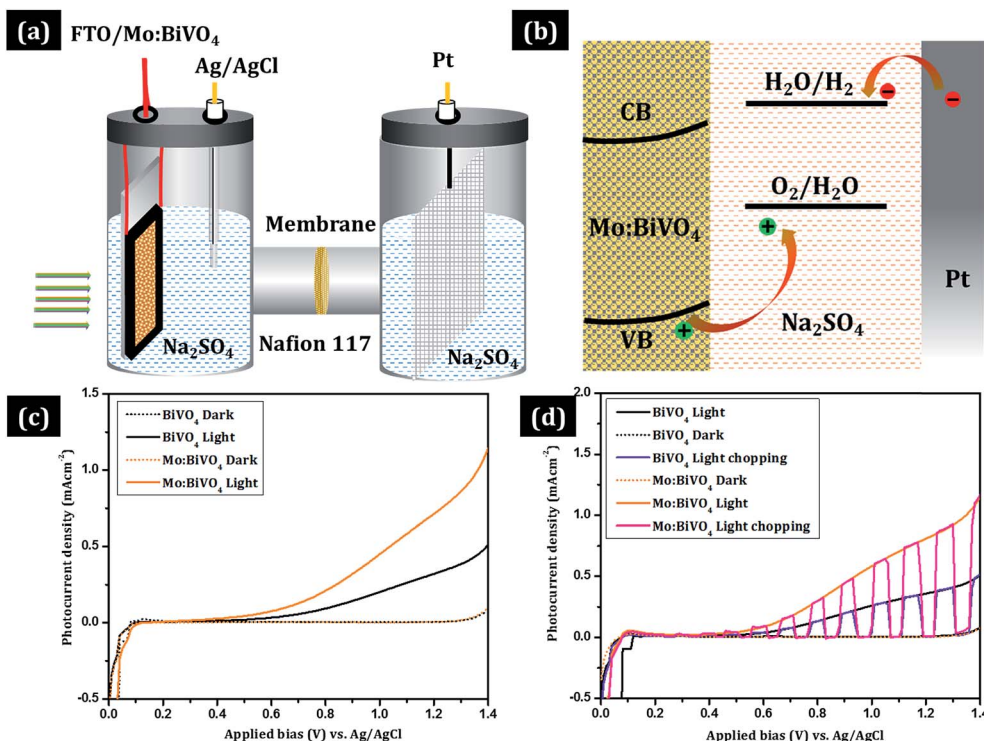 (a)
FTO/Mo:BiVO₄
Ag/AgCl
Pt
Membrane
Nafion 117
Na₂SO₄
Na₂SO₄
(b)
CB
Mo:BiVO₄
VB
H₂O/H₂
O₂/H₂O
Na₂SO₄
Pt
−
−
+
+
(c)
Photocurrent density (mAcm⁻²)
1.5
1.0
0.5
0.0
-0.5
BiVO₄ Dark
BiVO₄ Light
Mo:BiVO₄ Dark
Mo:BiVO₄ Light
0.0 0.2 0.4 0.6 0.8 1.0 1.2 1.4
Applied bias (V) vs. Ag/AgCl
(d)
Photocurrent density (mAcm⁻²)
2.0
1.5
1.0
0.5
0.0
-0.5
BiVO₄ Light
BiVO₄ Dark
BiVO₄ Light chopping
Mo:BiVO₄ Dark
Mo:BiVO₄ Light
Mo:BiVO₄ Light chopping
0.0 0.2 0.4 0.6 0.8 1.0 1.2 1.4
Applied bias (V) vs. Ag/AgCl